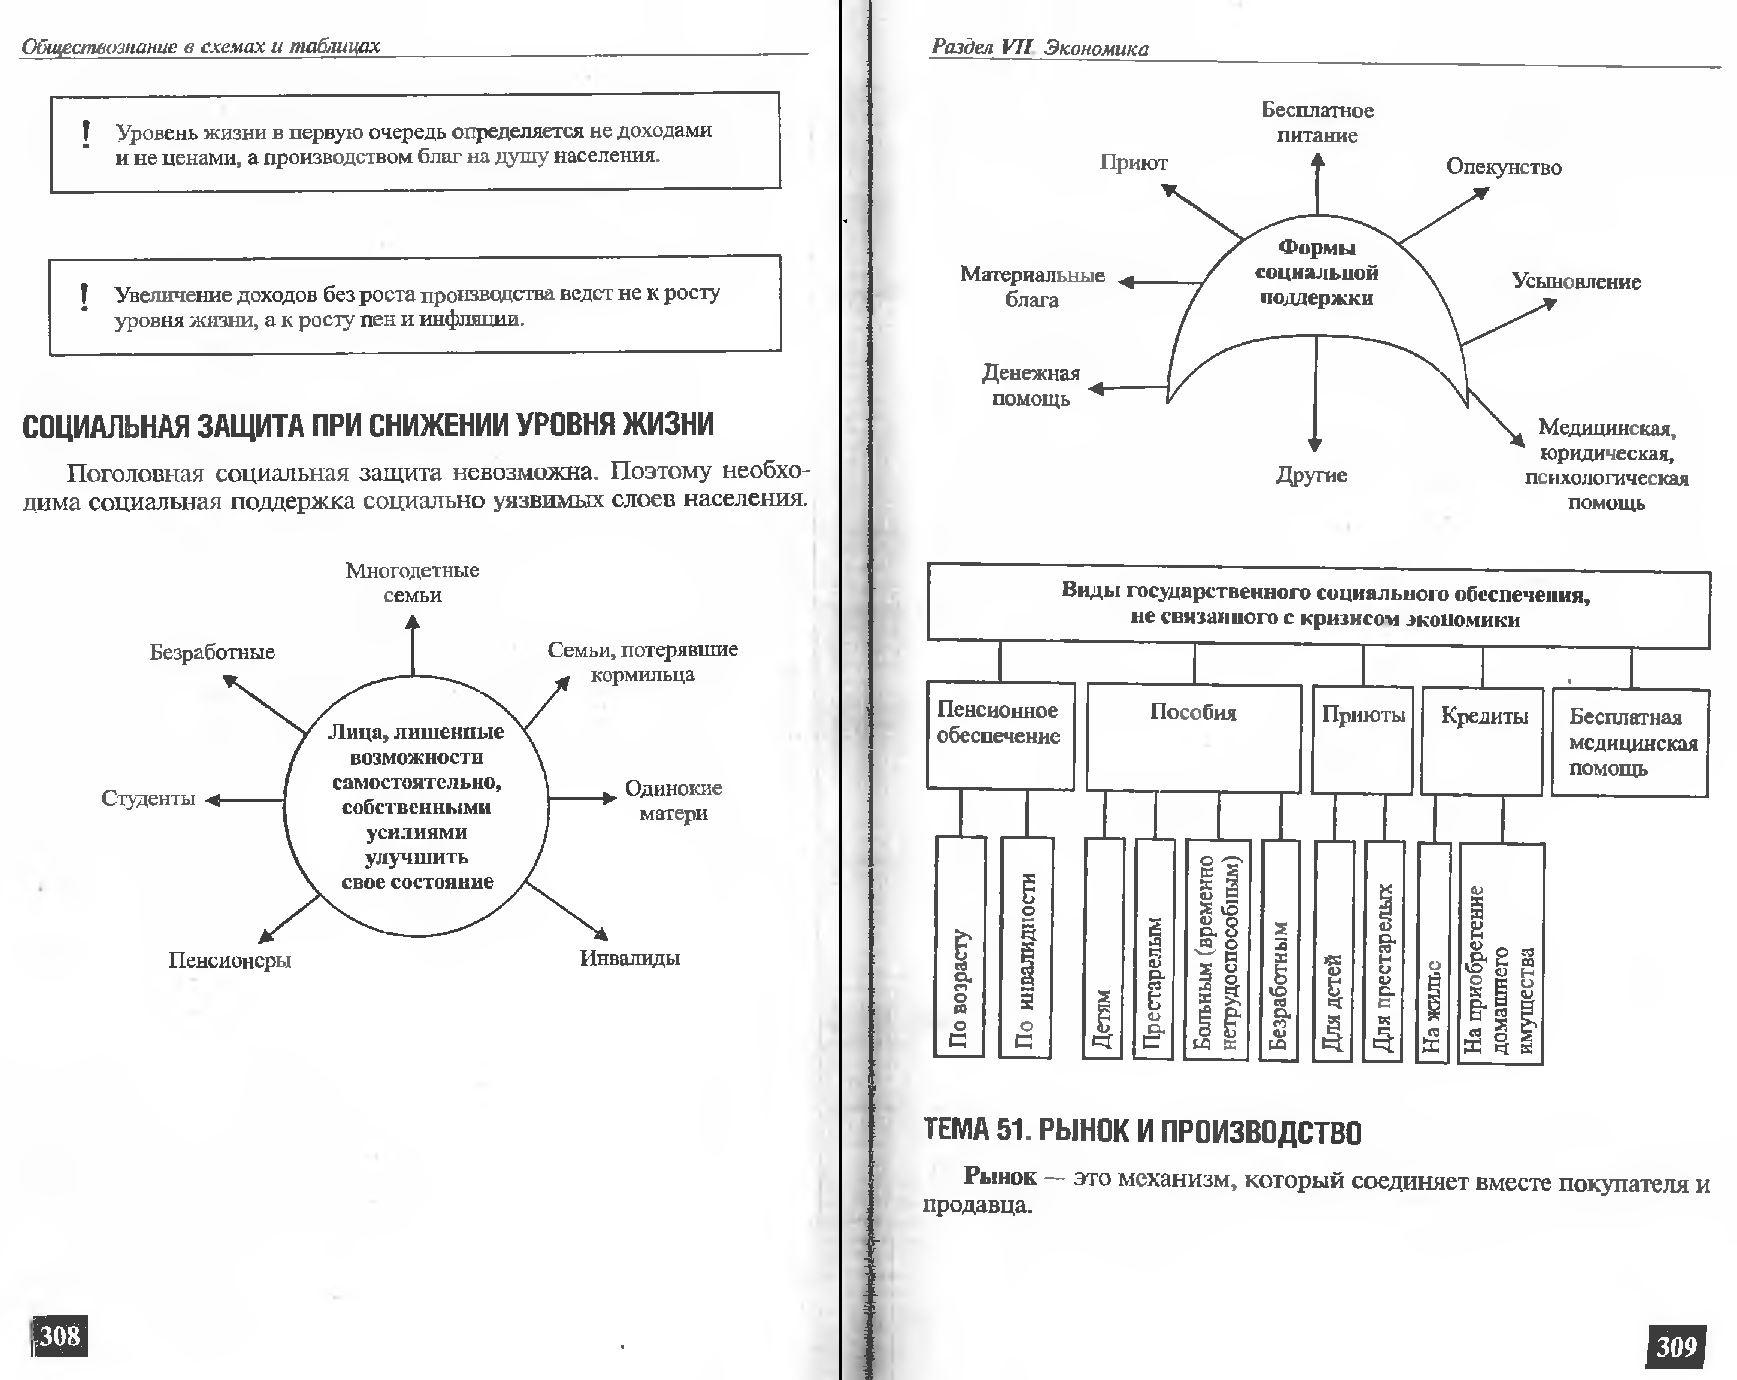 Обществознание в схемах и таблицах
! Уровень жизни в первую очередь определяется не доходами
и не ценами, а производством благ на душу населения.
! Увеличение доходов без роста производства ведет не к росту
уровня жизни, а к росту цен и инфляции.
СОЦИАЛЬНАЯ ЗАЩИТА ПРИ СНИЖЕНИИ УРОВНЯ ЖИЗНИ
Поголовная социальная защита невозможна. Поэтому необхо-
дима социальная поддержка социально уязвимых слоев населения.
Многодетные
семьи
Безработные
Семьи, потерявшие
кормильца
Лица, лишенные
возможности
самостоятельно,
собственными
усилиями
улучшить
свое состояние
Студенты
Одинокие
матери
Пенсионеры
Инвалиды
308
Раздел VII. Экономика
Бесплатное
питание
Приют
Опекунство
Формы
социальной
поддержки
Материальные
блага
Усыновление
Денежная
помощь
Другие
Медицинская,
юридическая,
психологическая
помощь
Виды государственного социального обеспечения,
не связанного с кризисом экономики
Пенсионное
обеспечение
Пособия
Приюты
Кредиты
Бесплатная
медицинская
помощь
По возрасту
По инвалидности
Детям
Престарелым
Больным (временно
нетрудоспособным)
Безработным
Для детей
Для престарелых
На жилье
На приобретение
домашнего
имущества
ТЕМА 51. РЫНОК И ПРОИЗВОДСТВО
Рынок — это механизм, который соединяет вместе покупателя и
продавца.
309